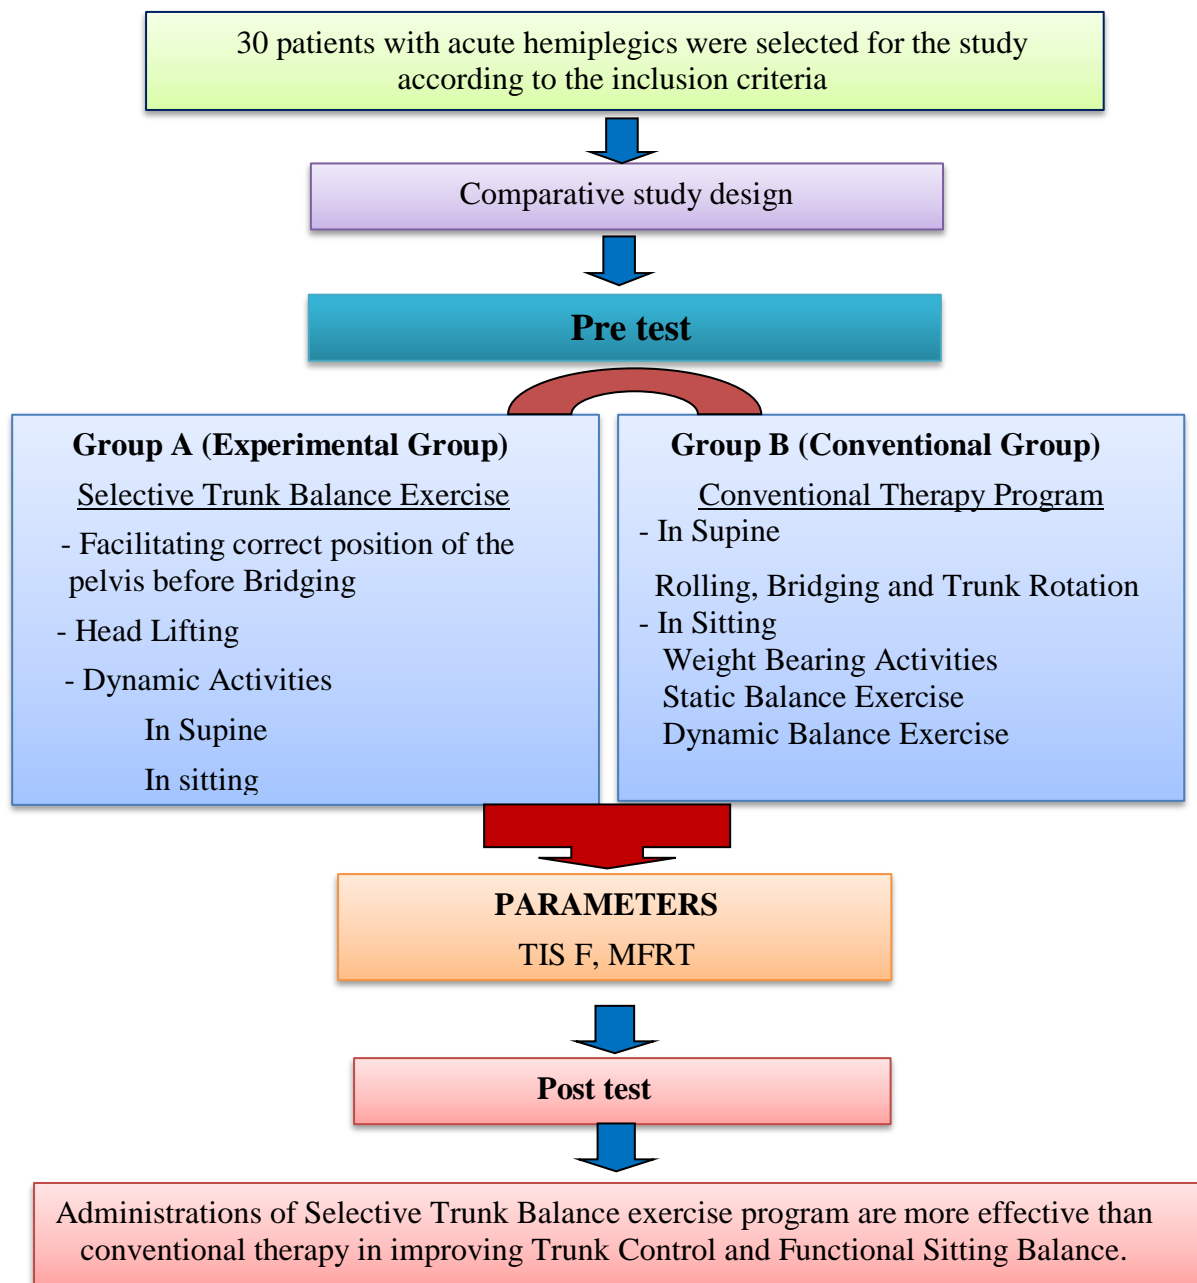 30 patients with acute hemiplegics were selected for the study
according to the inclusion criteria
Comparative study design
Pre test
Group A (Experimental Group)
Selective Trunk Balance Exercise
- Facilitating correct position of the
pelvis before Bridging
- Head Lifting
- Dynamic Activities
In Supine
In sitting
Group B (Conventional Group)
Conventional Therapy Program
- In Supine
Rolling, Bridging and Trunk Rotation
- In Sitting
Weight Bearing Activities
Static Balance Exercise
Dynamic Balance Exercise
PARAMETERS
TIS F, MFRT
Post test
Administrations of Selective Trunk Balance exercise program are more effective than
conventional therapy in improving Trunk Control and Functional Sitting Balance.